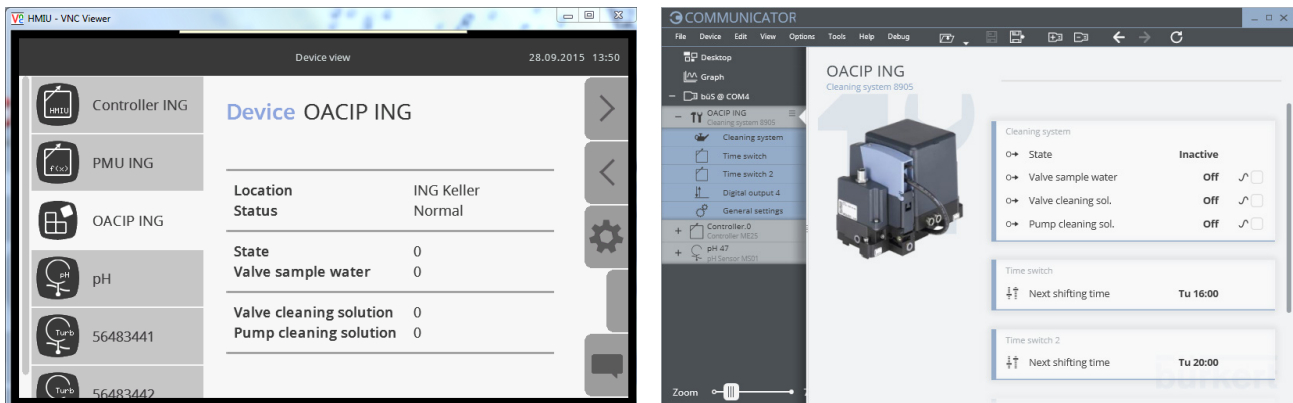 HMIU - VNC Viewer
Device view 28.09.2015 13:50
HMIU
Controller ING
f(x)
PMU ING
OACIP ING
pH
pH
Turb
56483441
Turb
56483442
Device OACIP ING
Location ING Keller
Status Normal
State 0
Valve sample water 0
Valve cleaning solution 0
Pump cleaning solution 0
COMMUNICATOR
File Device Edit View Options Tools Help Debug
Desktop
Graph
büS @ COM4
OACIP ING
Cleaning system 8905
Cleaning system
Time switch
Time switch 2
Digital output 4
General settings
Controller.0
Controller ME25
pH 47
pH Sensor MS01
Zoom
OACIP ING
Cleaning system 8905
Cleaning system
State Inactive
Valve sample water Off
Valve cleaning sol. Off
Pump cleaning sol. Off
Time switch
Next shifting time Tu 16:00
Time switch 2
Next shifting time Tu 20:00
burkert